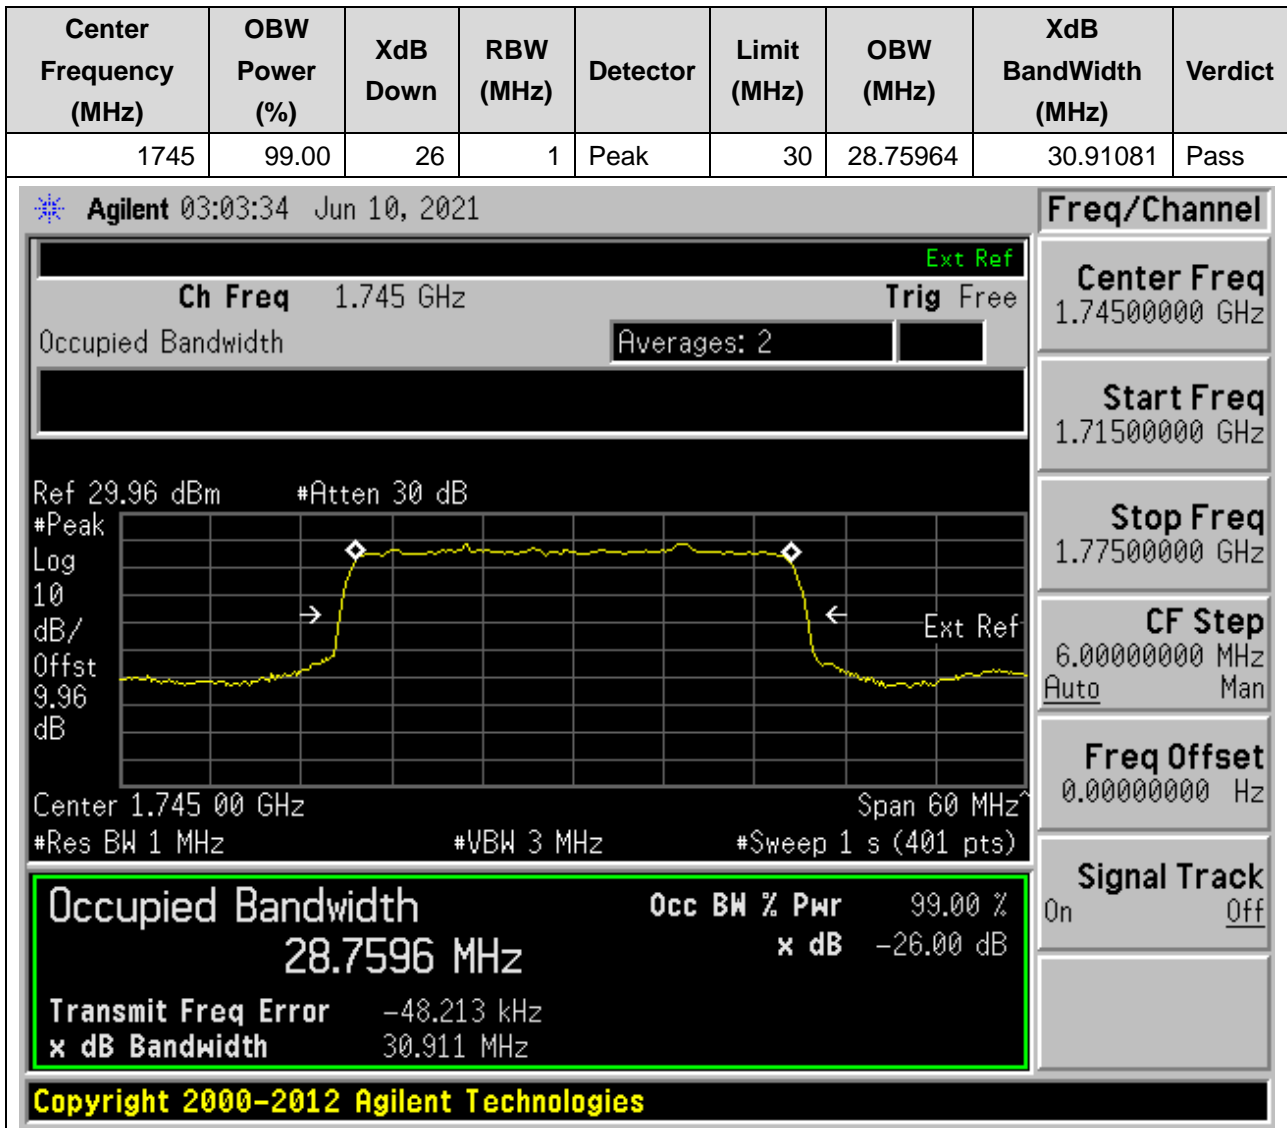 Center Frequency (MHz) OBW Power (%) XdB Down RBW (MHz) Detector Limit (MHz) OBW (MHz) XdB BandWidth (MHz) Verdict
1745 99.00 26 1 Peak 30 28.75964 30.91081 Pass
Agilent 03:03:34 Jun 10, 2021
Freq/Channel
Ext Ref
Ch Freq 1.745 GHz Trig Free
Occupied Bandwidth Averages: 2
Center Freq
1.74500000 GHz
Start Freq
1.71500000 GHz
Stop Freq
1.77500000 GHz
CF Step
6.00000000 MHz
Auto Man
Freq Offset
0.00000000 Hz
Signal Track
On Off
Ref 29.96 dBm #Atten 30 dB
#Peak
Log
10
dB/
Offst
9.96
dB
Ext Ref
Center 1.745 00 GHz Span 60 MHz^
#Res BW 1 MHz #VBW 3 MHz #Sweep 1 s (401 pts)
Occupied Bandwidth Occ BW % Pwr 99.00 %
28.7596 MHz x dB -26.00 dB
Transmit Freq Error -48.213 kHz
x dB Bandwidth 30.911 MHz
Copyright 2000-2012 Agilent Technologies